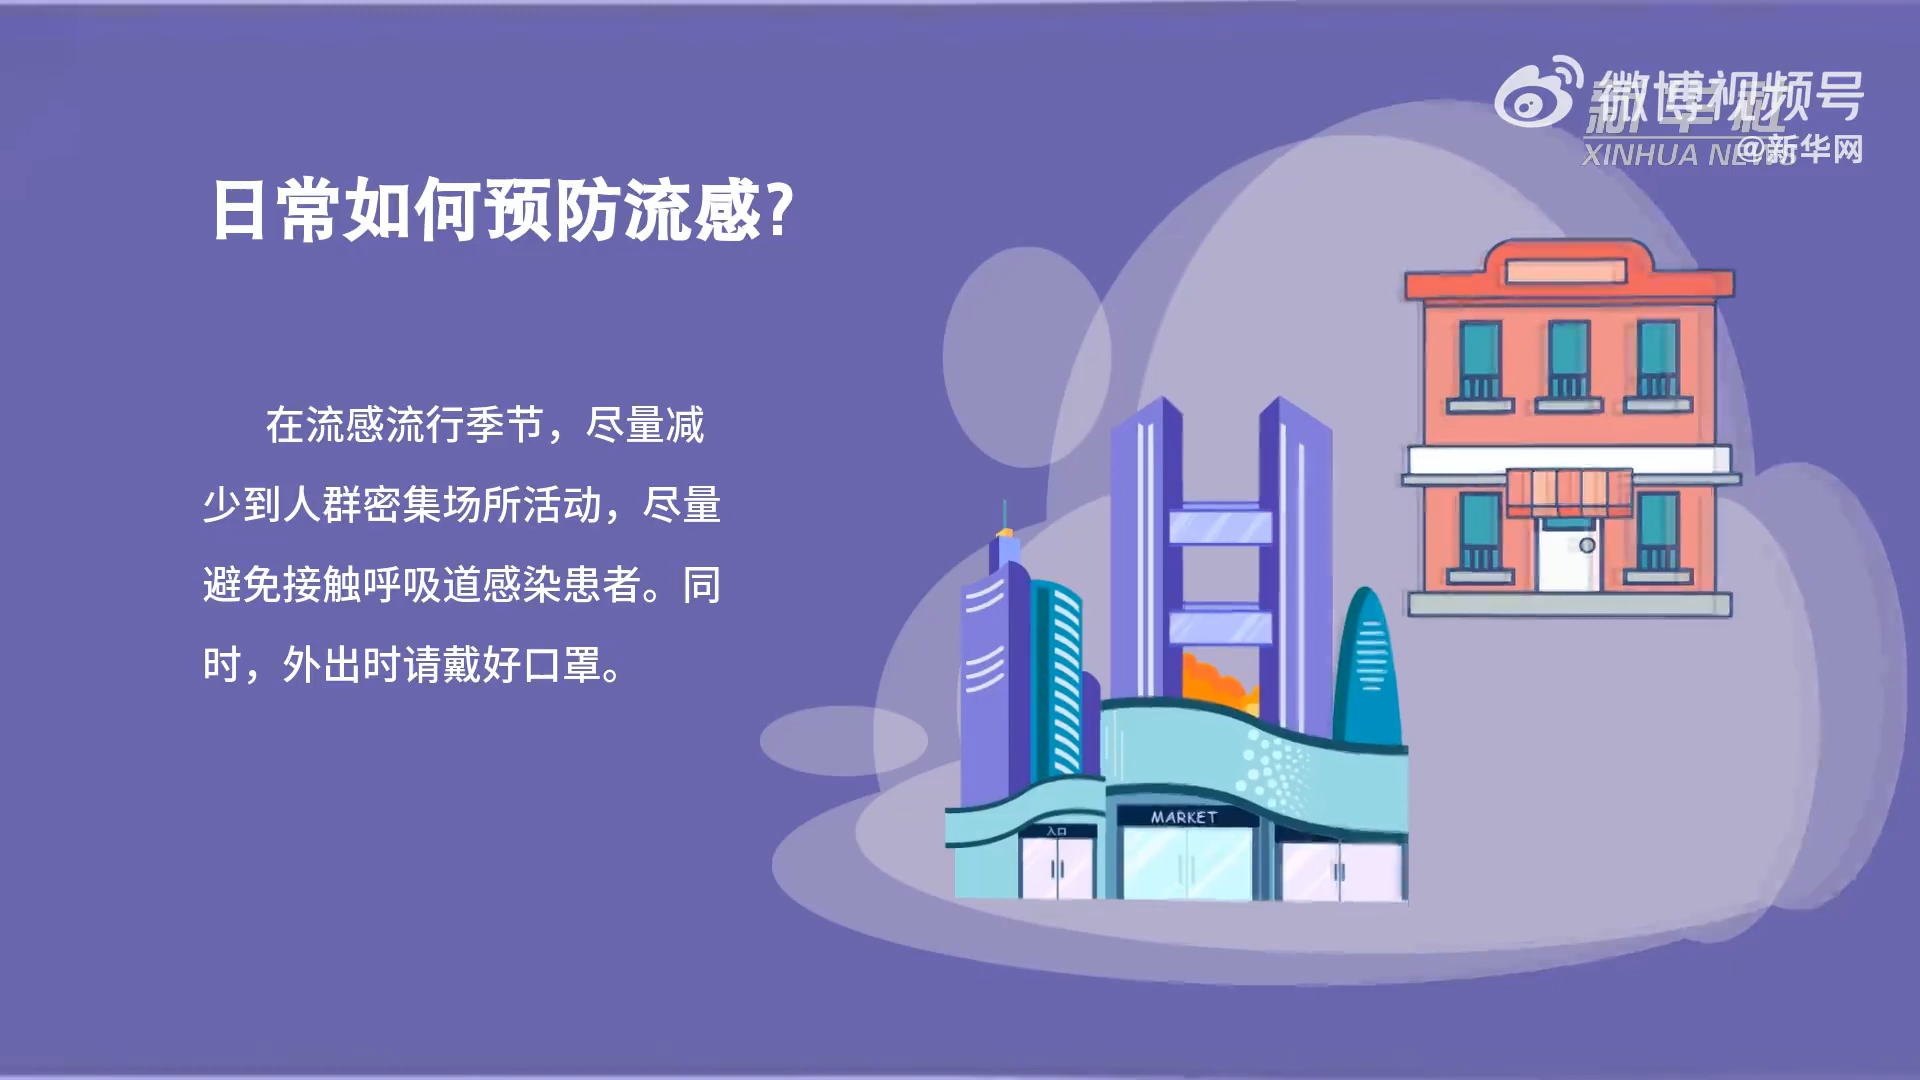 微博视频号
新华社
XINHUA NEWS
@新华网
日常如何预防流感?
在流感流行季节，尽量减
少到人群密集场所活动，尽量
避免接触呼吸道感染患者。同
时，外出时请戴好口罩。
MARKET
入口